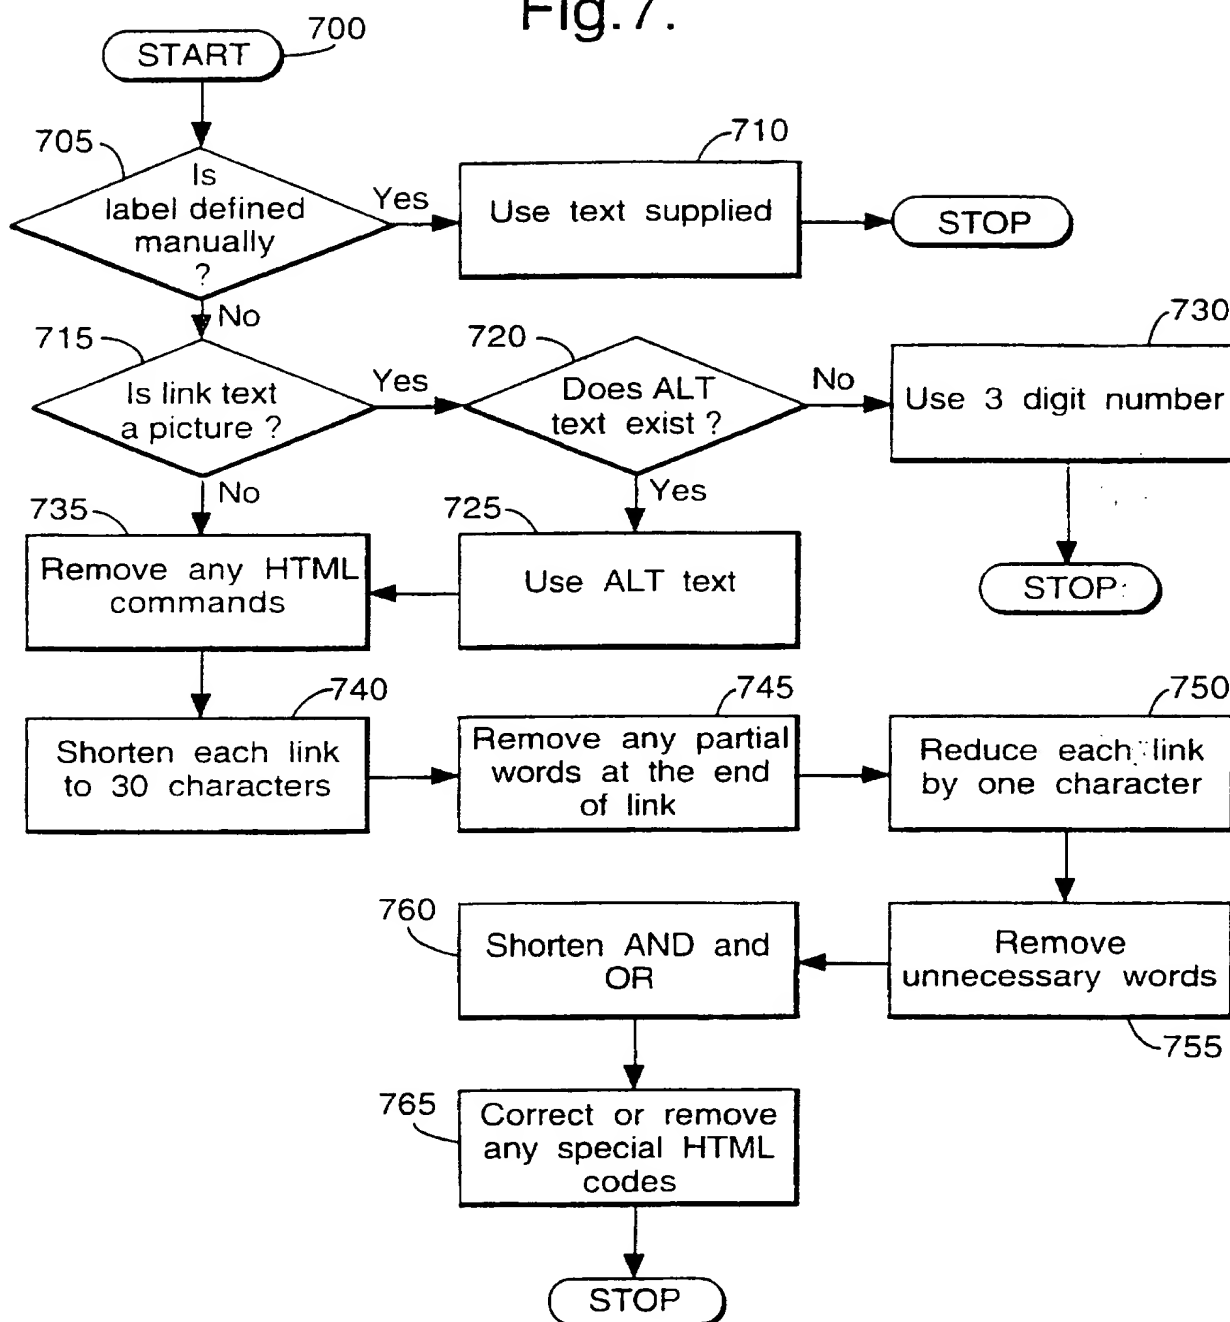 Fig.7.
START
700
705
Is
label defined
manually
?
Yes
710
Use text supplied
STOP
No
715
Is link text
a picture ?
Yes
720
Does ALT
text exist ?
No
730
Use 3 digit number
STOP
Yes
725
Use ALT text
No
735
Remove any HTML
commands
740
Shorten each link
to 30 characters
745
Remove any partial
words at the end
of link
750
Reduce each link
by one character
Remove
unnecessary words
755
760
Shorten AND and
OR
765
Correct or remove
any special HTML
codes
STOP